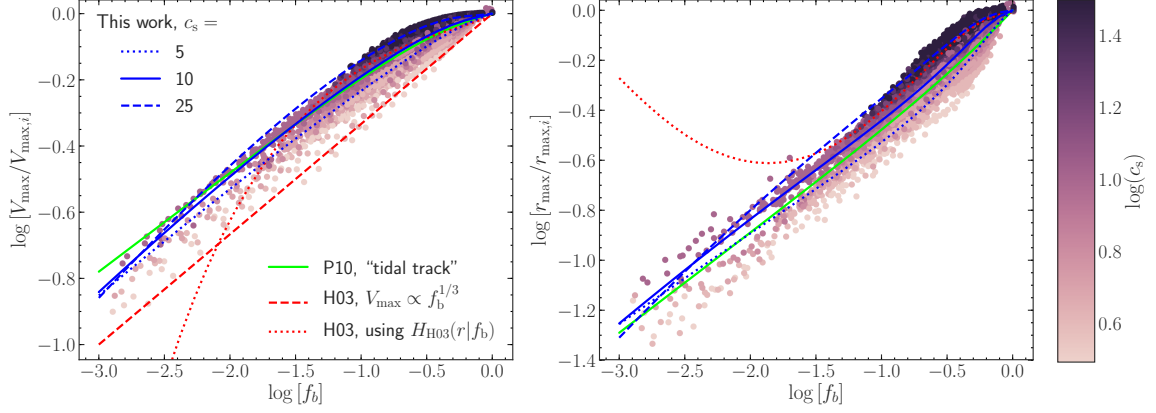 This work, c_s =
5
10
25
P10, "tidal track"
H03, V_max ∝ f_b^{1/3}
H03, using H_H03(r|f_b)
0.0
−0.2
−0.4
−0.6
−0.8
−1.0
log [V_max/V_max,i]
−3.0 −2.5 −2.0 −1.5 −1.0 −0.5 0.0
log [f_b]
0.0
−0.2
−0.4
−0.6
−0.8
−1.0
−1.2
−1.4
log [r_max/r_max,i]
−3.0 −2.5 −2.0 −1.5 −1.0 −0.5 0.0
log [f_b]
1.4
1.2
1.0
0.8
0.6
log(c_s)